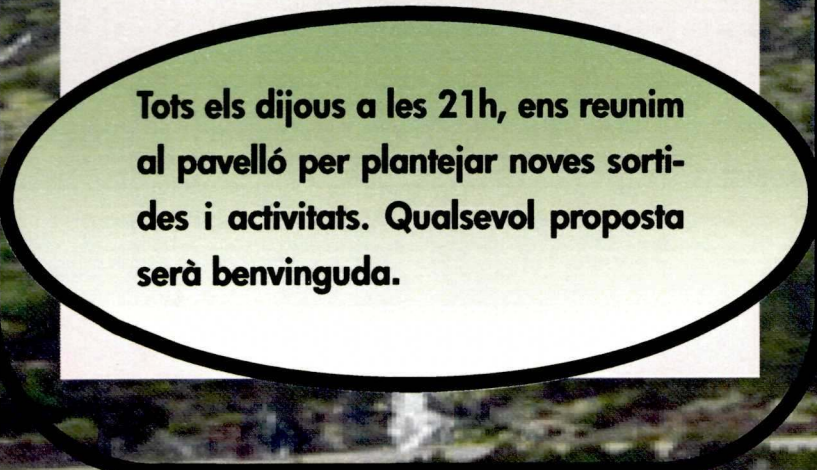 Tots els dijous a les 21h, ens reunim
al pavelló per plantejar noves sorti-
des i activitats. Qualsevol proposta
serà benvinguda.